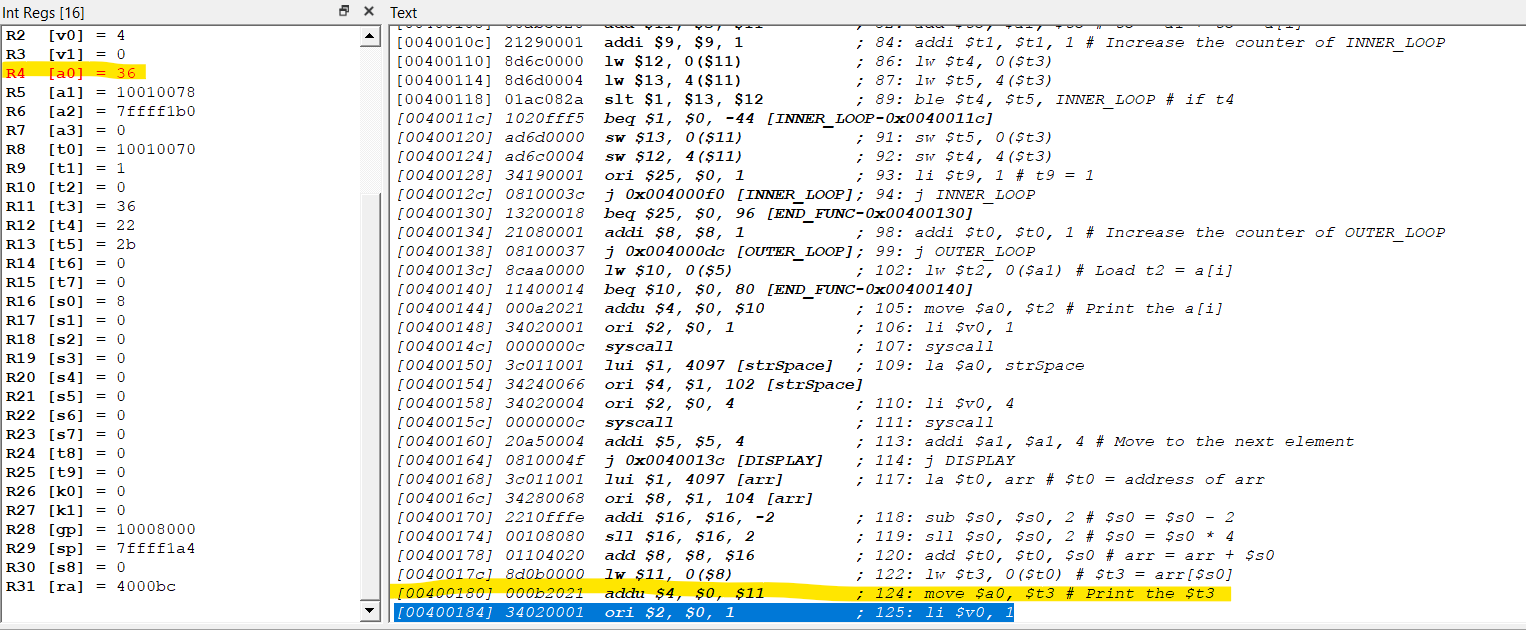 Int Regs [16]
R2 [v0] = 4
R3 [v1] = 0
R4 [a0] = 36
R5 [a1] = 10010078
R6 [a2] = 7ffff1b0
R7 [a3] = 0
R8 [t0] = 10010070
R9 [t1] = 1
R10 [t2] = 0
R11 [t3] = 36
R12 [t4] = 22
R13 [t5] = 2b
R14 [t6] = 0
R15 [t7] = 0
R16 [s0] = 8
R17 [s1] = 0
R18 [s2] = 0
R19 [s3] = 0
R20 [s4] = 0
R21 [s5] = 0
R22 [s6] = 0
R23 [s7] = 0
R24 [t8] = 0
R25 [t9] = 0
R26 [k0] = 0
R27 [k1] = 0
R28 [gp] = 10008000
R29 [sp] = 7ffff1a4
R30 [s8] = 0
R31 [ra] = 4000bc
Text
[0040010c] 21290001 addi $9, $9, 1 ; 84: addi $t1, $t1, 1 # Increase the counter of INNER_LOOP
[00400110] 8d6c0000 lw $12, 0($11) ; 86: lw $t4, 0($t3)
[00400114] 8d6d0004 lw $13, 4($11) ; 87: lw $t5, 4($t3)
[00400118] 01ac082a slt $1, $13, $12 ; 89: ble $t4, $t5, INNER_LOOP # if t4
[0040011c] 1020fff5 beq $1, $0, -44 [INNER_LOOP-0x0040011c]
[00400120] ad6d0000 sw $13, 0($11) ; 91: sw $t5, 0($t3)
[00400124] ad6c0004 sw $12, 4($11) ; 92: sw $t4, 4($t3)
[00400128] 34190001 ori $25, $0, 1 ; 93: li $t9, 1 # t9 = 1
[0040012c] 0810003c j 0x004000f0 [INNER_LOOP]; 94: j INNER_LOOP
[00400130] 13200018 beq $25, $0, 96 [END_FUNC-0x00400130]
[00400134] 21080001 addi $8, $8, 1 ; 98: addi $t0, $t0, 1 # Increase the counter of OUTER_LOOP
[00400138] 08100037 j 0x004000dc [OUTER_LOOP]; 99: j OUTER_LOOP
[0040013c] 8caa0000 lw $10, 0($5) ; 102: lw $t2, 0($a1) # Load t2 = a[i]
[00400140] 11400014 beq $10, $0, 80 [END_FUNC-0x00400140]
[00400144] 000a2021 addu $4, $0, $10 ; 105: move $a0, $t2 # Print the a[i]
[00400148] 34020001 ori $2, $0, 1 ; 106: li $v0, 1
[0040014c] 0000000c syscall ; 107: syscall
[00400150] 3c011001 lui $1, 4097 [strSpace] ; 109: la $a0, strSpace
[00400154] 34240066 ori $4, $1, 102 [strSpace]
[00400158] 34020004 ori $2, $0, 4 ; 110: li $v0, 4
[0040015c] 0000000c syscall ; 111: syscall
[00400160] 20a50004 addi $5, $5, 4 ; 113: addi $a1, $a1, 4 # Move to the next element
[00400164] 0810004f j 0x0040013c [DISPLAY] ; 114: j DISPLAY
[00400168] 3c011001 lui $1, 4097 [arr] ; 117: la $t0, arr # $t0 = address of arr
[0040016c] 34280068 ori $8, $1, 104 [arr]
[00400170] 2210fffe addi $16, $16, -2 ; 118: sub $s0, $s0, 2 # $s0 = $s0 - 2
[00400174] 00108080 sll $16, $16, 2 ; 119: sll $s0, $s0, 2 # $s0 = $s0 * 4
[00400178] 01104020 add $8, $8, $16 ; 120: add $t0, $t0, $s0 # arr = arr + $s0
[0040017c] 8d0b0000 lw $11, 0($8) ; 122: lw $t3, 0($t0) # $t3 = arr[$s0]
[00400180] 000b2021 addu $4, $0, $11 ; 124: move $a0, $t3 # Print the $t3
[00400184] 34020001 ori $2, $0, 1 ; 125: li $v0, 1